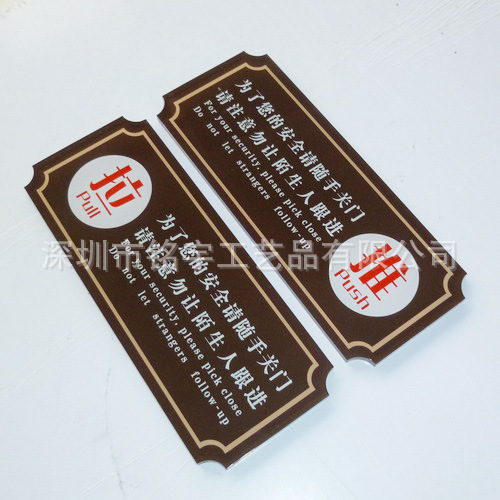 拉
Pull
为了您的安全请随手关门
请注意勿让陌生人跟进
For your security, please pick close
Do not let strangers follow-up
为了您的安全请随手关门
请注意勿让陌生人跟进
For your security, please pick close
Do not let strangers follow-up
推
Push
深圳市铭宇工艺品有限公司